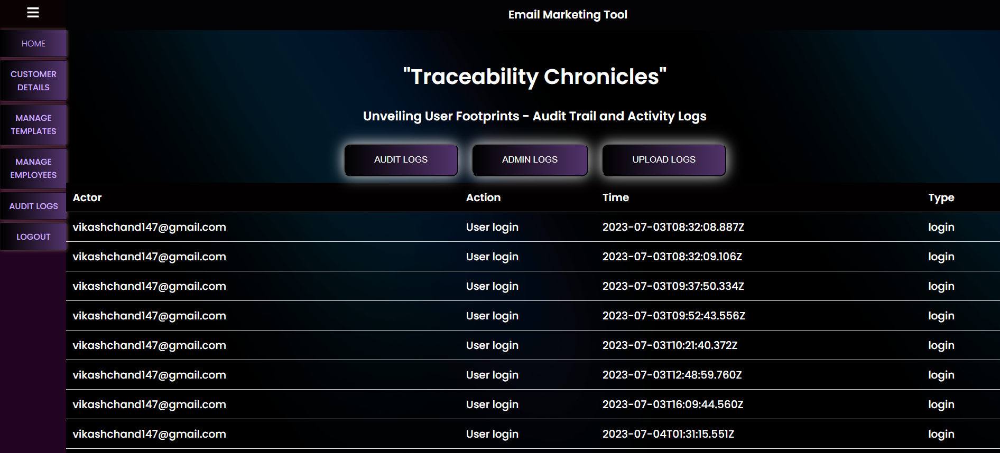 Email Marketing Tool
HOME
CUSTOMER
DETAILS
MANAGE
TEMPLATES
MANAGE
EMPLOYEES
AUDIT LOGS
LOGOUT
"Traceability Chronicles"
Unveiling User Footprints - Audit Trail and Activity Logs
AUDIT LOGS ADMIN LOGS UPLOAD LOGS
Actor Action Time Type
vikashchand147@gmail.com User login 2023-07-03T08:32:08.887Z login
vikashchand147@gmail.com User login 2023-07-03T08:32:09.106Z login
vikashchand147@gmail.com User login 2023-07-03T09:37:50.334Z login
vikashchand147@gmail.com User login 2023-07-03T09:52:43.556Z login
vikashchand147@gmail.com User login 2023-07-03T10:21:40.372Z login
vikashchand147@gmail.com User login 2023-07-03T12:48:59.760Z login
vikashchand147@gmail.com User login 2023-07-03T16:09:44.560Z login
vikashchand147@gmail.com User login 2023-07-04T01:31:15.551Z login